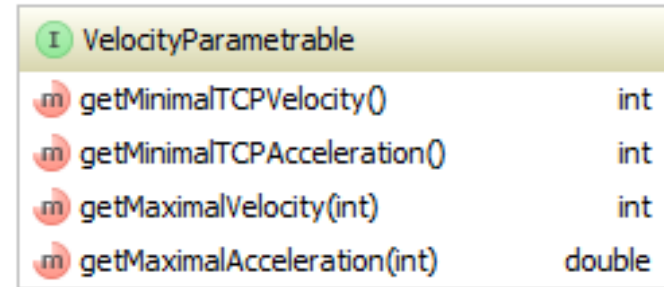 I VelocityParametrable
m getMinimalTCPVelocity() int
m getMinimalTCPAcceleration() int
m getMaximalVelocity(int) int
m getMaximalAcceleration(int) double